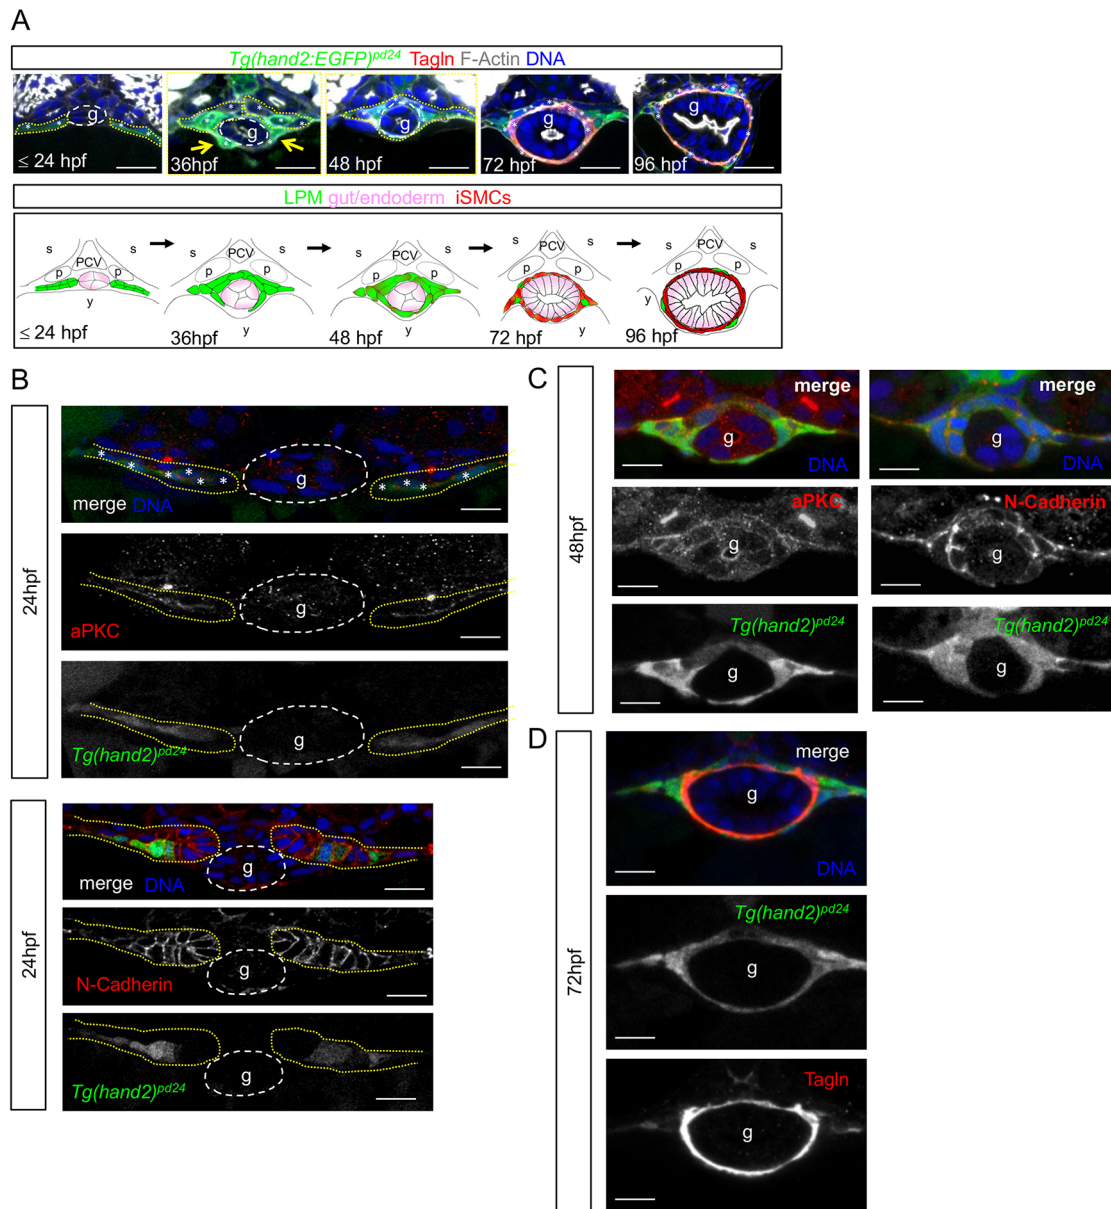 A
Tg(hand2:EGFP)pd24 Tagln F-Actin DNA
g g g g g
≤ 24 hpf 36hpf 48 hpf 72 hpf 96 hpf
LPM gut/endoderm iSMCs
s PCV s s PCV s s PCV s s PCV s s PCV s
p p p p p p p p p p
y y y y y
≤ 24 hpf 36hpf 48 hpf 72 hpf 96 hpf
B
24hpf
g
merge DNA
g
aPKC
g
Tg(hand2)pd24
24hpf
g
merge DNA
g
N-Cadherin
g
Tg(hand2)pd24
C
48hpf
merge merge
g g
DNA DNA
aPKC N-Cadherin
g g
Tg(hand2)pd24 Tg(hand2)pd24
g g
D
72hpf
merge
g
DNA
Tg(hand2)pd24
g
Tagln
g